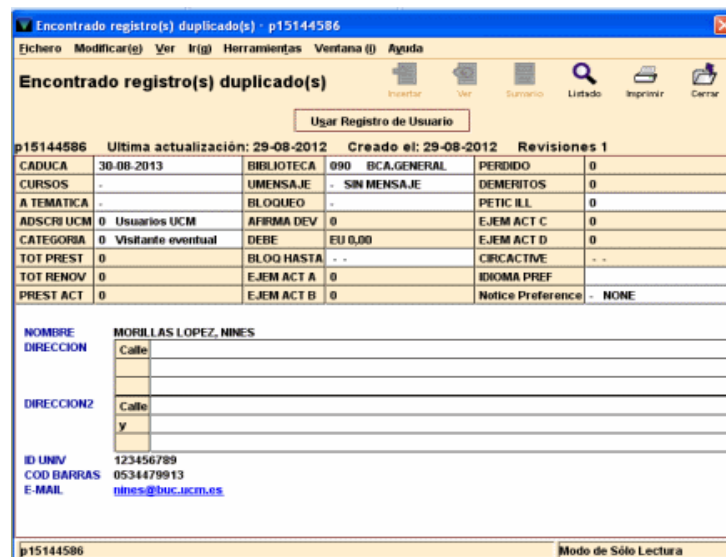 Encontrado registro(s) duplicado(s) · p15144586
Fichero Modificar(e) Ver Ir(g) Herramientas Ventana (I) Ayuda
Encontrado registro(s) duplicado(s)
Insertar Ver Sumario Listado Imprimir Cerrar
Usar Registro de Usuario
p15144586 Ultima actualización: 29-08-2012 Creado el: 29-08-2012 Revisiones 1
CADUCA 30-08-2013 BIBLIOTECA 090 BCA.GENERAL PERDIDO 0
CURSOS - UMENSAJE - SIN MENSAJE DEMERITOS 0
A TEMATICA - BLOQUEO - PETIC ILL 0
ADSCRI UCM 0 Usuarios UCM AFIRMA DEV 0 EJEM ACT C 0
CATEGORIA 0 Visitante eventual DEBE EU 0,00 EJEM ACT D 0
TOT PREST 0 BLOQ HASTA - - CIRCACTIVE - -
TOT RENOV 0 EJEM ACT A 0 IDIOMA PREF
PREST ACT 0 EJEM ACT B 0 Notice Preference - NONE
NOMBRE MORILLAS LOPEZ, NINES
DIRECCION Calle
DIRECCION2 Calle
y
ID UNIV 123456789
COD BARRAS 0534479913
E-MAIL nines@buc.ucm.es
p15144586 Modo de Sólo Lectura